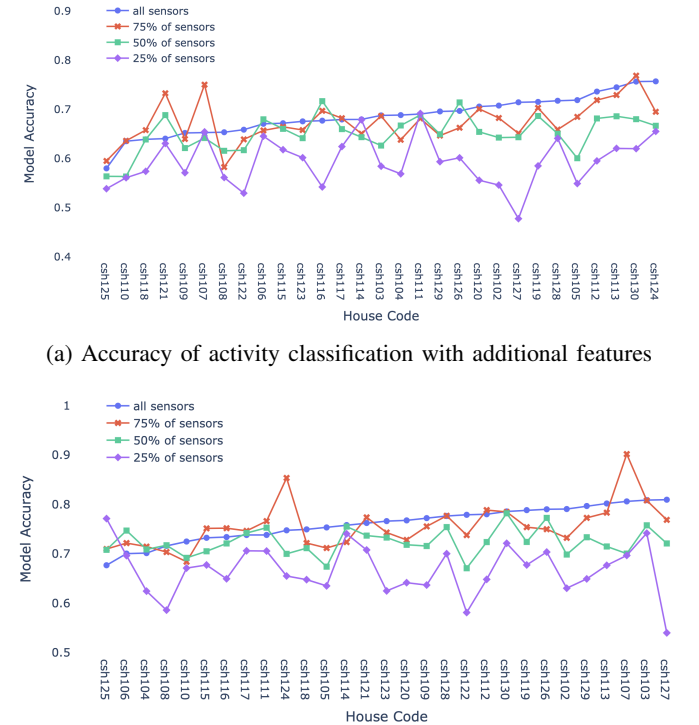 0.9
all sensors
75% of sensors
50% of sensors
25% of sensors
0.8
0.7
0.6
0.5
0.4
Model Accuracy
csh125 csh110 csh118 csh121 csh109 csh107 csh108 csh122 csh106 csh115 csh123 csh116 csh117 csh114 csh103 csh104 csh111 csh129 csh126 csh120 csh102 csh127 csh119 csh128 csh105 csh112 csh113 csh130 csh124
House Code
(a) Accuracy of activity classification with additional features
1
all sensors
75% of sensors
50% of sensors
25% of sensors
0.9
0.8
0.7
0.6
0.5
Model Accuracy
csh125 csh106 csh104 csh108 csh110 csh115 csh116 csh117 csh111 csh124 csh118 csh105 csh114 csh121 csh123 csh120 csh109 csh128 csh122 csh112 csh130 csh119 csh126 csh102 csh129 csh113 csh107 csh103 csh127
House Code